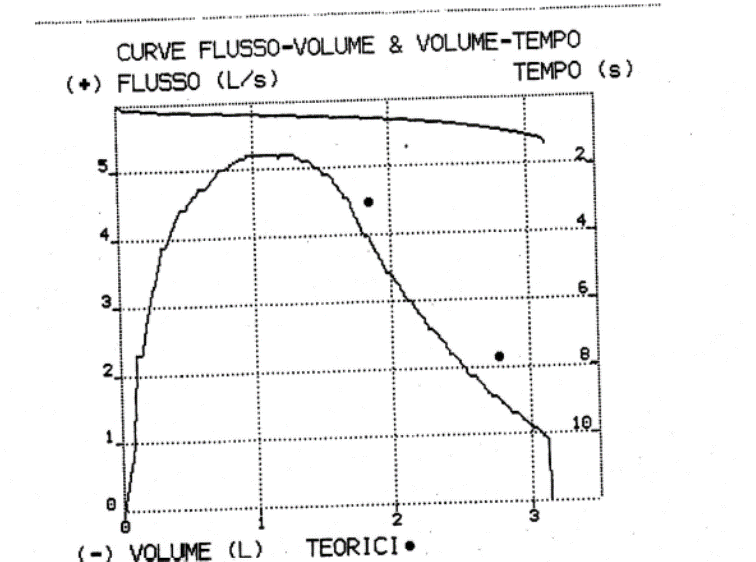 CURVE FLUSSO-VOLUME & VOLUME-TEMPO
(+) FLUSSO (L/s) TEMPO (s)
5 2
4 4
3 6
2 8
1 10
0
0 1 2 3
(-) VOLUME (L) TEORICI●